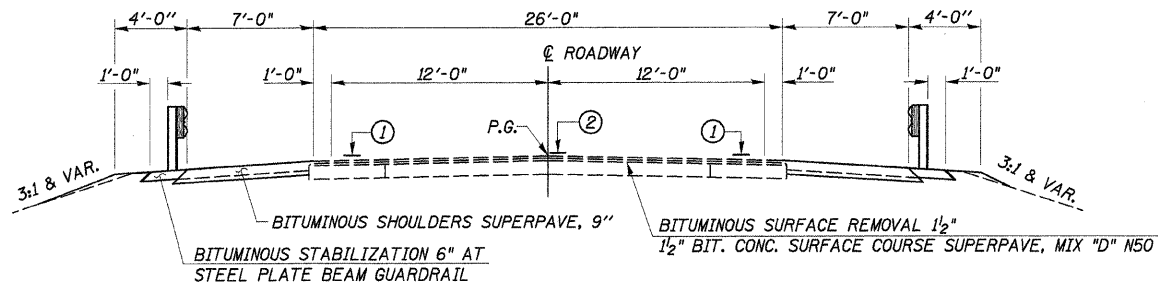 4'-0" 7'-0" 26'-0" 7'-0" 4'-0"
℄ ROADWAY
1'-0" 1'-0" 12'-0" 12'-0" 1'-0" 1'-0"
P.G.
1 2 1
3:1 & VAR. 3:1 & VAR.
BITUMINOUS SHOULDERS SUPERPAVE, 9"
BITUMINOUS SURFACE REMOVAL 1½"
1½" BIT. CONC. SURFACE COURSE SUPERPAVE, MIX "D" N50
BITUMINOUS STABILIZATION 6" AT
STEEL PLATE BEAM GUARDRAIL